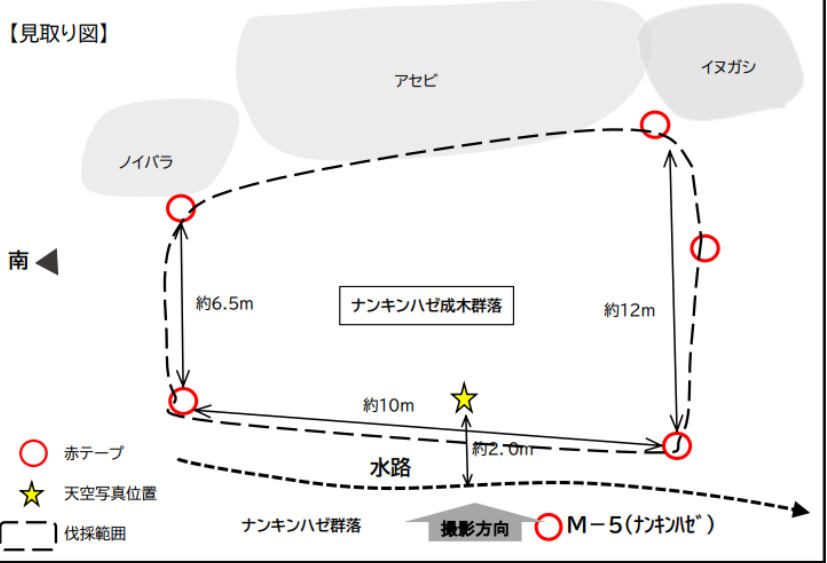 【見取り図】
アセビ
イヌガシ
ノイバラ
南
約6.5m
ナンキンハゼ成木群落
約12m
約10m
約2.0m
赤テープ
水路
天空写真位置
伐採範囲
ナンキンハゼ群落
撮影方向
M－5(ﾅﾝｷﾝﾊｾﾞ)